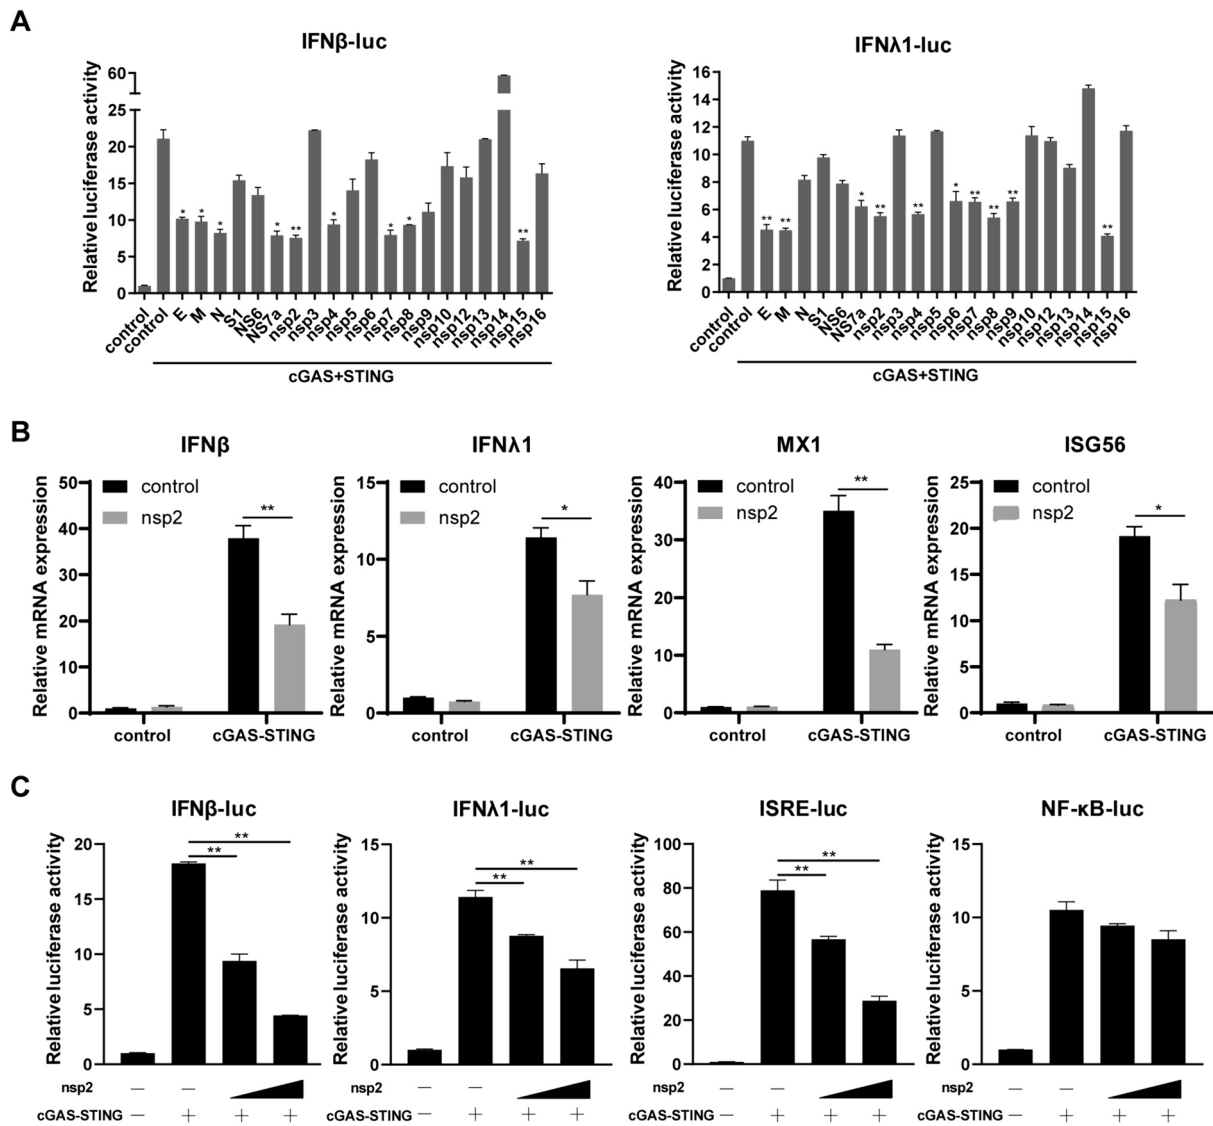 A
IFNβ-luc
Relative luciferase activity
60
25
20
15
10
5
0
* * * * ** * * * **
control control E M N S1 NS6 NS7a nsp2 nsp3 nsp4 nsp5 nsp6 nsp7 nsp8 nsp9 nsp10 nsp12 nsp13 nsp14 nsp15 nsp16
cGAS+STING
IFNλ1-luc
Relative luciferase activity
16
14
12
10
8
6
4
2
0
** ** * ** ** * ** ** ** **
control control E M N S1 NS6 NS7a nsp2 nsp3 nsp4 nsp5 nsp6 nsp7 nsp8 nsp9 nsp10 nsp12 nsp13 nsp14 nsp15 nsp16
cGAS+STING
B
IFNβ
Relative mRNA expression
50
40
30
20
10
0
control
nsp2
**
control cGAS-STING
IFNλ1
Relative mRNA expression
15
10
5
0
control
nsp2
*
control cGAS-STING
MX1
Relative mRNA expression
40
30
20
10
0
control
nsp2
**
control cGAS-STING
ISG56
Relative mRNA expression
25
20
15
10
5
0
control
nsp2
*
control cGAS-STING
C
IFNβ-luc
Relative luciferase activity
20
15
10
5
0
**
**
nsp2 — —
cGAS-STING — + + +
IFNλ1-luc
Relative luciferase activity
15
10
5
0
**
**
nsp2 — —
cGAS-STING — + + +
ISRE-luc
Relative luciferase activity
100
80
60
40
20
0
**
**
nsp2 — —
cGAS-STING — + + +
NF-κB-luc
Relative luciferase activity
15
10
5
0
nsp2 — —
cGAS-STING — + + +